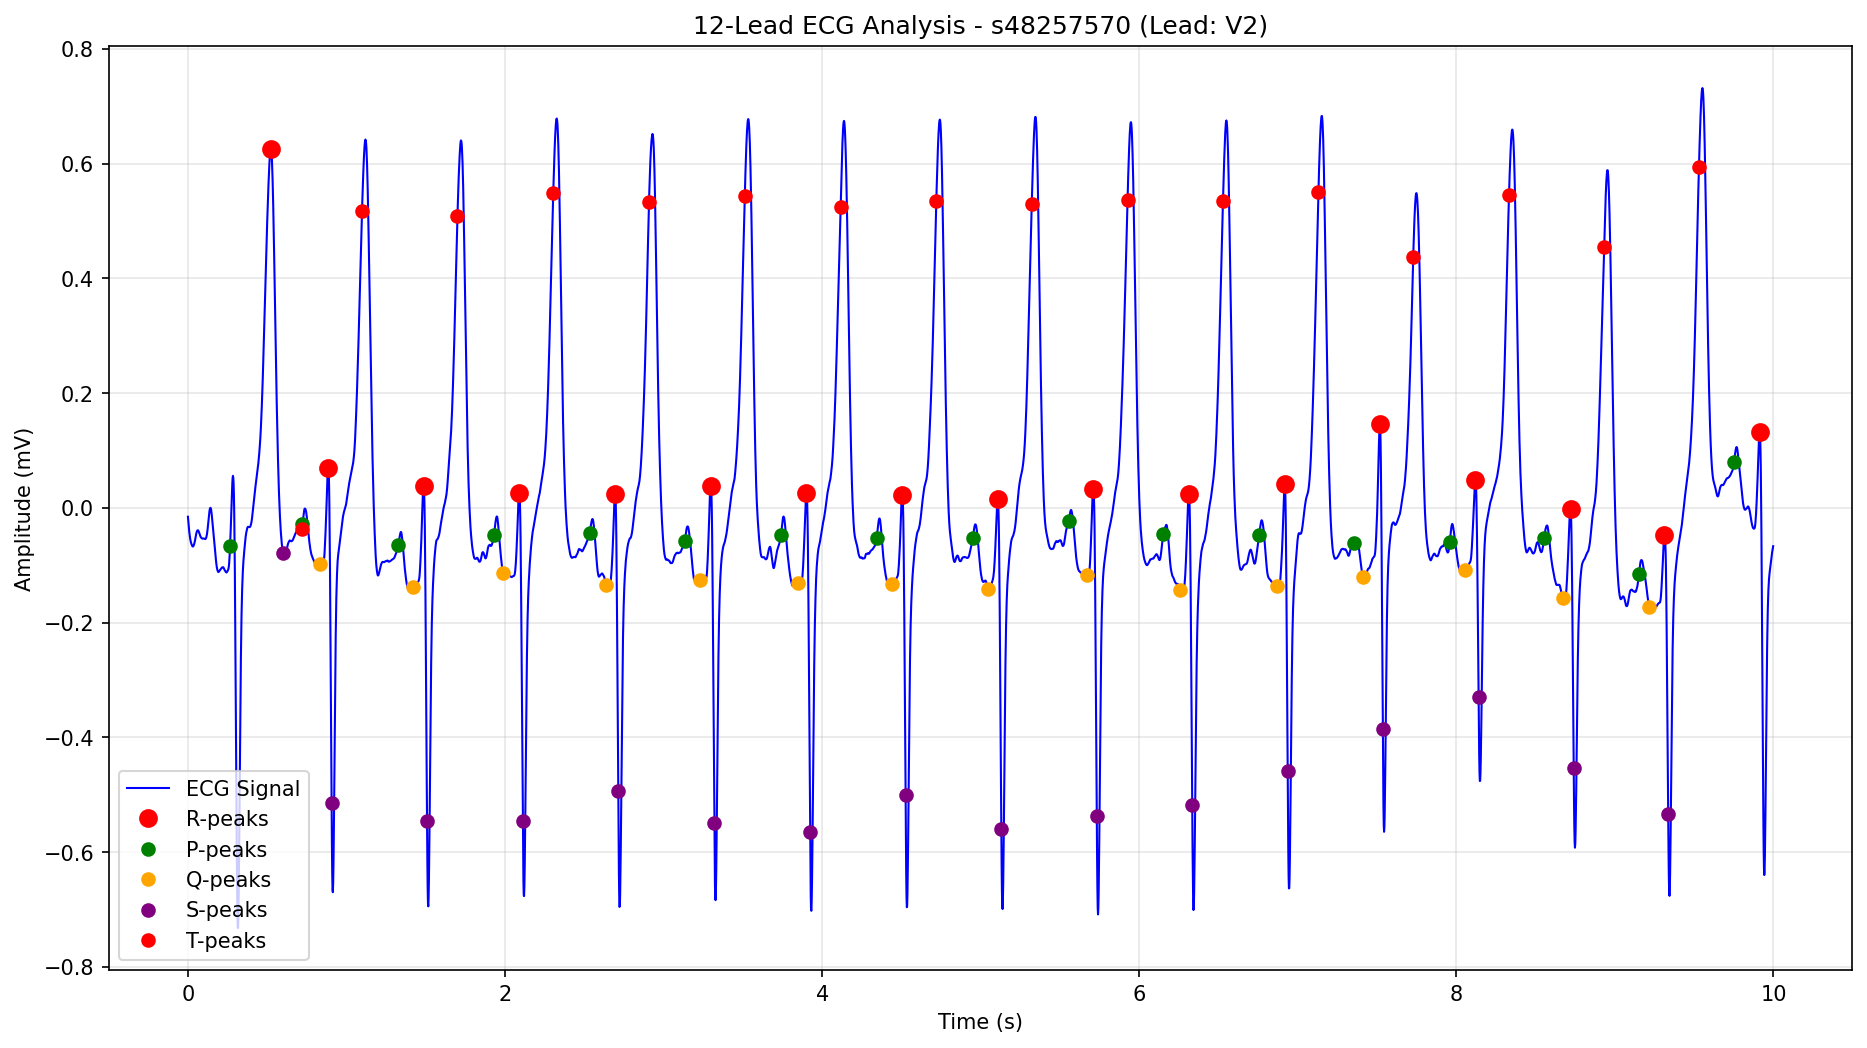 12-Lead ECG Analysis - s48257570 (Lead: V2)
Amplitude (mV)
0.8
0.6
0.4
0.2
0.0
−0.2
−0.4
−0.6
−0.8
ECG Signal
R-peaks
P-peaks
Q-peaks
S-peaks
T-peaks
0 2 4 6 8 10
Time (s)